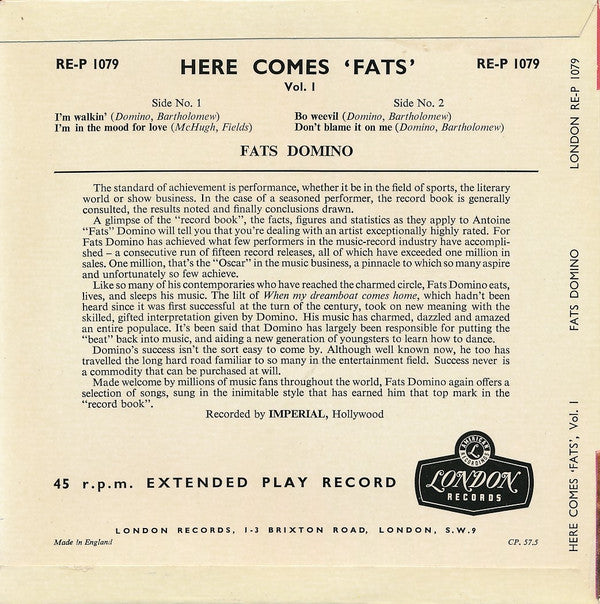 RE-P 1079
HERE COMES ‘FATS’
RE-P 1079
Vol. 1
Side No. 1
I'm walkin' (Domino, Bartholomew)
I'm in the mood for love (McHugh, Fields)
Side No. 2
Bo weevil (Domino, Bartholomew)
Don't blame it on me (Domino, Bartholomew)
FATS DOMINO
The standard of achievement is performance, whether it be in the field of sports, the literary
world or show business. In the case of a seasoned performer, the record book is generally
consulted, the results noted and finally conclusions drawn.
A glimpse of the "record book", the facts, figures and statistics as they apply to Antoine
"Fats" Domino will tell you that you're dealing with an artist exceptionally highly rated. For
Fats Domino has achieved what few performers in the music-record industry have accompli-
shed – a consecutive run of fifteen record releases, all of which have exceeded one million in
sales. One million, that's the "Oscar" in the music business, a pinnacle to which so many aspire
and unfortunately so few achieve.
Like so many of his contemporaries who have reached the charmed circle, Fats Domino eats,
lives, and sleeps his music. The lilt of When my dreamboat comes home, which hadn't been
heard since it was first successful at the turn of the century, took on new meaning with the
skilled, gifted interpretation given by Domino. His music has charmed, dazzled and amazed
an entire populace. It's been said that Domino has largely been responsible for putting the
"beat" back into music, and aiding a new generation of youngsters to learn how to dance.
Domino's success isn't the sort easy to come by. Although well known now, he too has
travelled the long hard road familiar to so many in the entertainment field. Success never is
a commodity that can be purchased at will.
Made welcome by millions of music fans throughout the world, Fats Domino again offers a
selection of songs, sung in the inimitable style that has earned him that top mark in the
"record book".
Recorded by IMPERIAL, Hollywood
45 r.p.m. EXTENDED PLAY RECORD
AMERICAN
L
RECORDINGS
LONDON
RECORDS
LONDON RECORDS, 1-3 BRIXTON ROAD, LONDON, S.W.9
Made in England
CP. 57.5
LONDON RE-P 1079
FATS DOMINO
HERE COMES ‘FATS’, Vol. 1